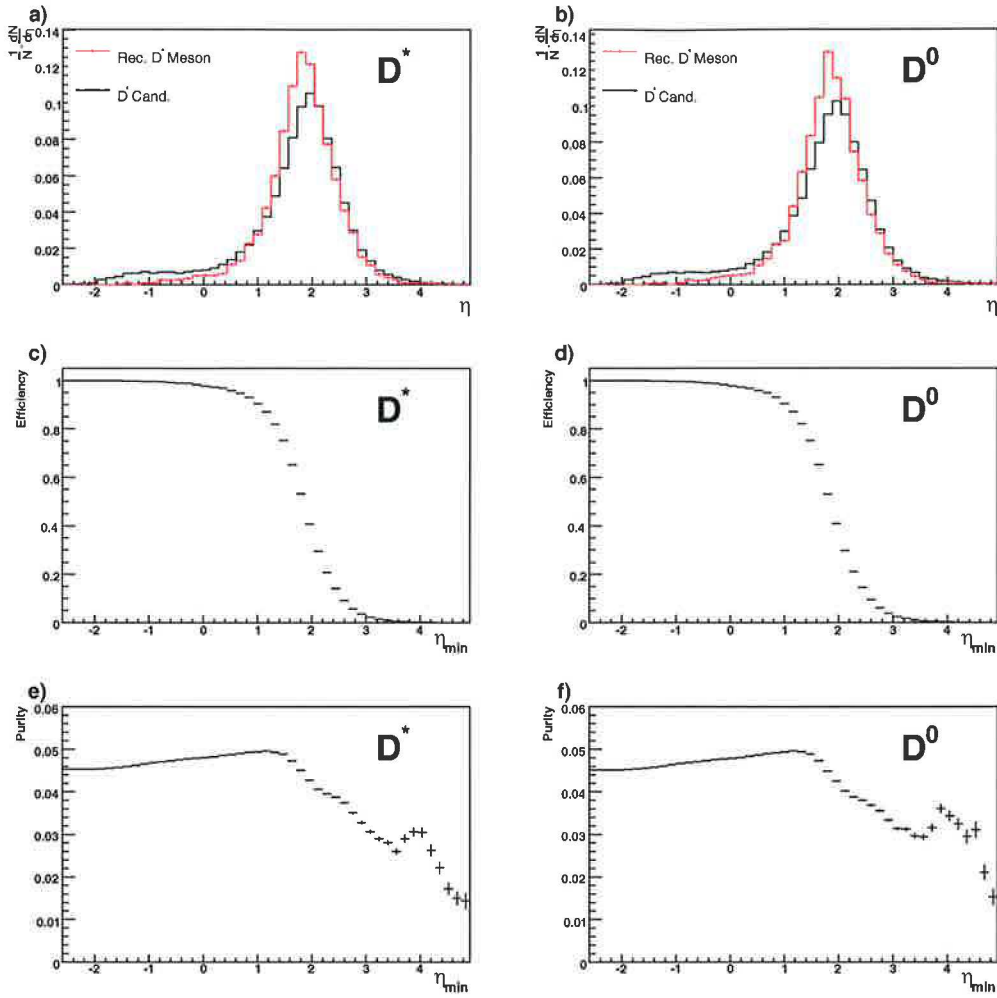 a)
1/N · dN/dη
0.14
0.12
0.1
0.08
0.06
0.04
0.02
0
Rec. D* Meson
D* Cand.
D*
-2 -1 0 1 2 3 4
η
b)
1/N · dN/dη
0.14
0.12
0.1
0.08
0.06
0.04
0.02
0
Rec. D* Meson
D* Cand.
D⁰
-2 -1 0 1 2 3 4
η
c)
Efficiency
1
0.8
0.6
0.4
0.2
0
D*
-2 -1 0 1 2 3 4
ηmin
d)
Efficiency
1
0.8
0.6
0.4
0.2
0
D⁰
-2 -1 0 1 2 3 4
ηmin
e)
Purity
0.06
0.05
0.04
0.03
0.02
0.01
0
D*
-2 -1 0 1 2 3 4
ηmin
f)
Purity
0.06
0.05
0.04
0.03
0.02
0.01
0
D⁰
-2 -1 0 1 2 3 4
ηmin